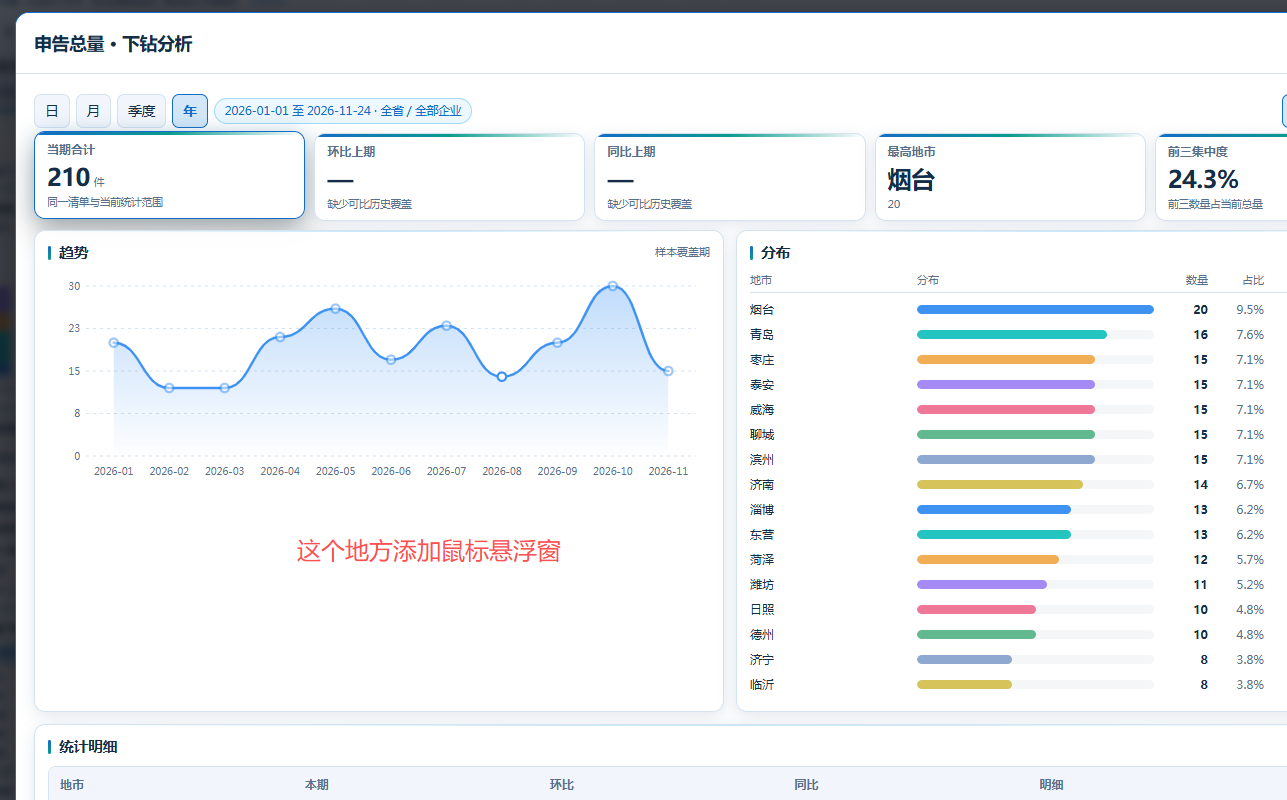 申告总量 • 下钻分析
日 月 季度 年 2026-01-01 至 2026-11-24 · 全省 / 全部企业
当期合计
210 件
同一清单与当前统计范围
环比上期
—
缺少可比历史覆盖
同比上期
—
缺少可比历史覆盖
最高地市
烟台
20
前三集中度
24.3%
前三数量占当前总量
趋势 样本覆盖期
30
23
15
8
0
2026-01 2026-02 2026-03 2026-04 2026-05 2026-06 2026-07 2026-08 2026-09 2026-10 2026-11
这个地方添加鼠标悬浮窗
分布
地市 分布 数量 占比
烟台 20 9.5%
青岛 16 7.6%
枣庄 15 7.1%
泰安 15 7.1%
威海 15 7.1%
聊城 15 7.1%
滨州 15 7.1%
济南 14 6.7%
淄博 13 6.2%
东营 13 6.2%
菏泽 12 5.7%
潍坊 11 5.2%
日照 10 4.8%
德州 10 4.8%
济宁 8 3.8%
临沂 8 3.8%
统计明细
地市 本期 环比 同比 明细